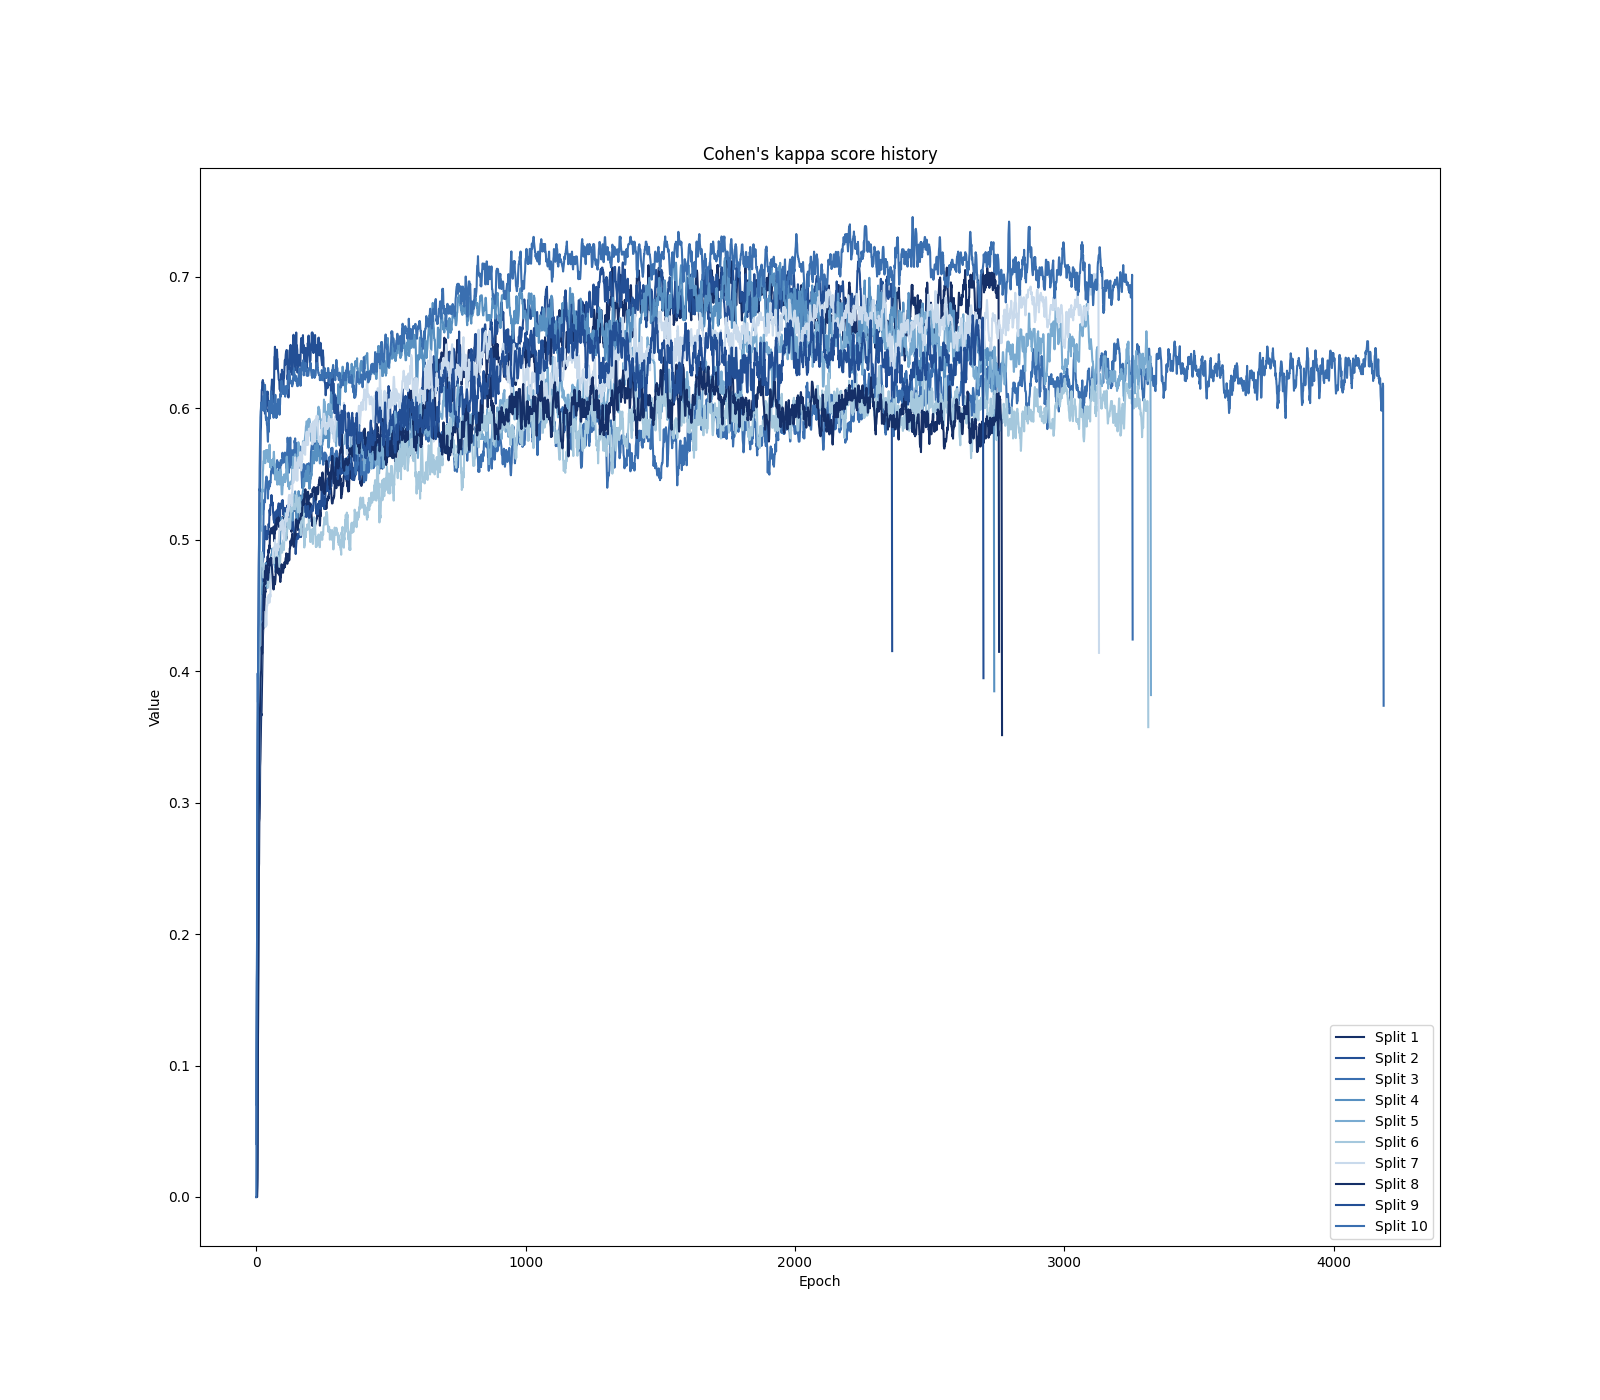 Cohen's kappa score history
Value
0.7
0.6
0.5
0.4
0.3
0.2
0.1
0.0
0
1000
2000
3000
4000
Epoch
Split 1
Split 2
Split 3
Split 4
Split 5
Split 6
Split 7
Split 8
Split 9
Split 10